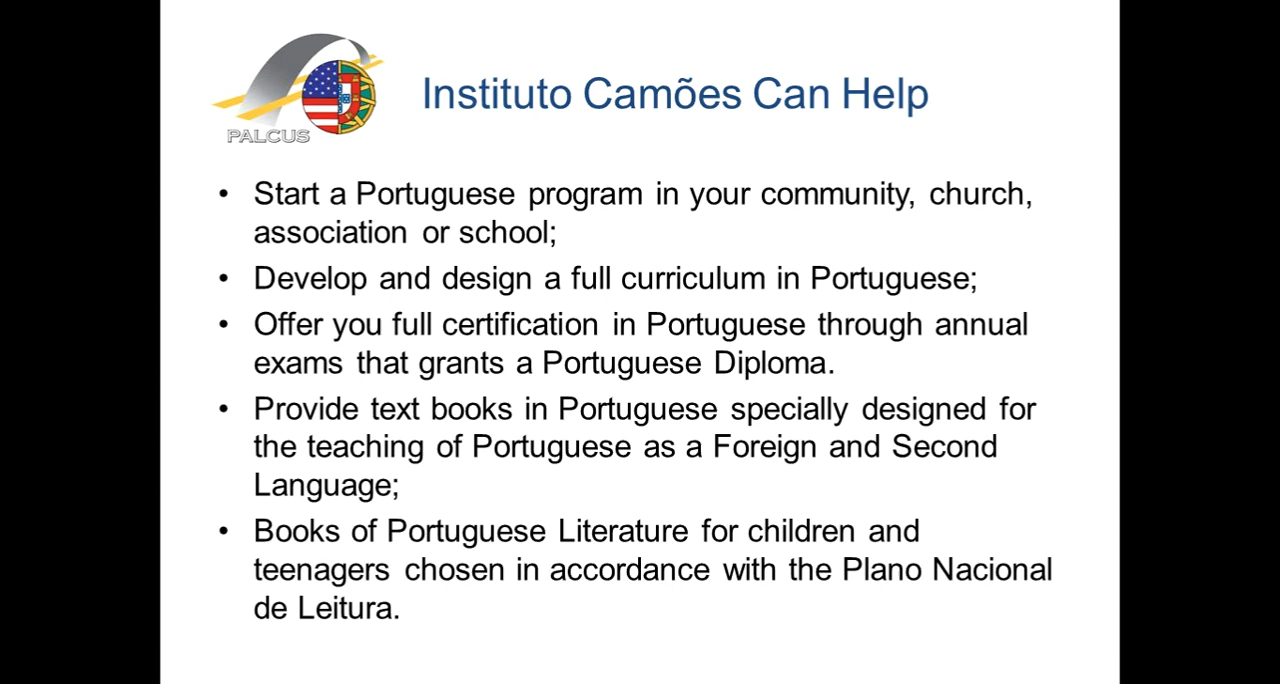 PALCUS
Instituto Camões Can Help
• Start a Portuguese program in your community, church,
association or school;
• Develop and design a full curriculum in Portuguese;
• Offer you full certification in Portuguese through annual
exams that grants a Portuguese Diploma.
• Provide text books in Portuguese specially designed for
the teaching of Portuguese as a Foreign and Second
Language;
• Books of Portuguese Literature for children and
teenagers chosen in accordance with the Plano Nacional
de Leitura.